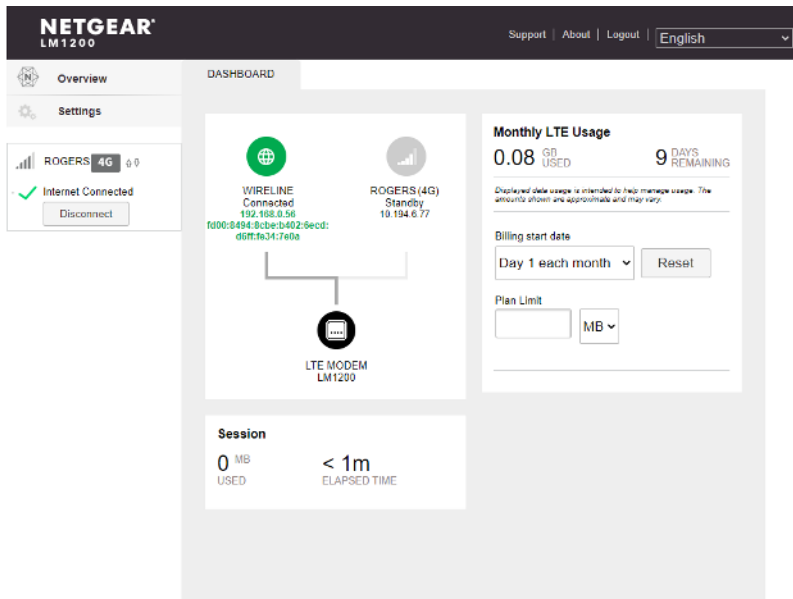 NETGEAR®
LM1200
Support | About | Logout | English
Overview
Settings
DASHBOARD
ROGERS 4G
Internet Connected
Disconnect
WIRELINE
Connected
192.168.0.56
fd00:8494:8cbe:b402:6ecd:
d6ff:fe34:7e0a
ROGERS (4G)
Standby
10.194.6.77
LTE MODEM
LM1200
Monthly LTE Usage
0.08 GB USED
9 DAYS REMAINING
Displayed data usage is intended to help manage usage. The
amounts shown are approximate and may vary.
Billing start date
Day 1 each month
Reset
Plan Limit
MB
Session
0 MB
USED
< 1m
ELAPSED TIME